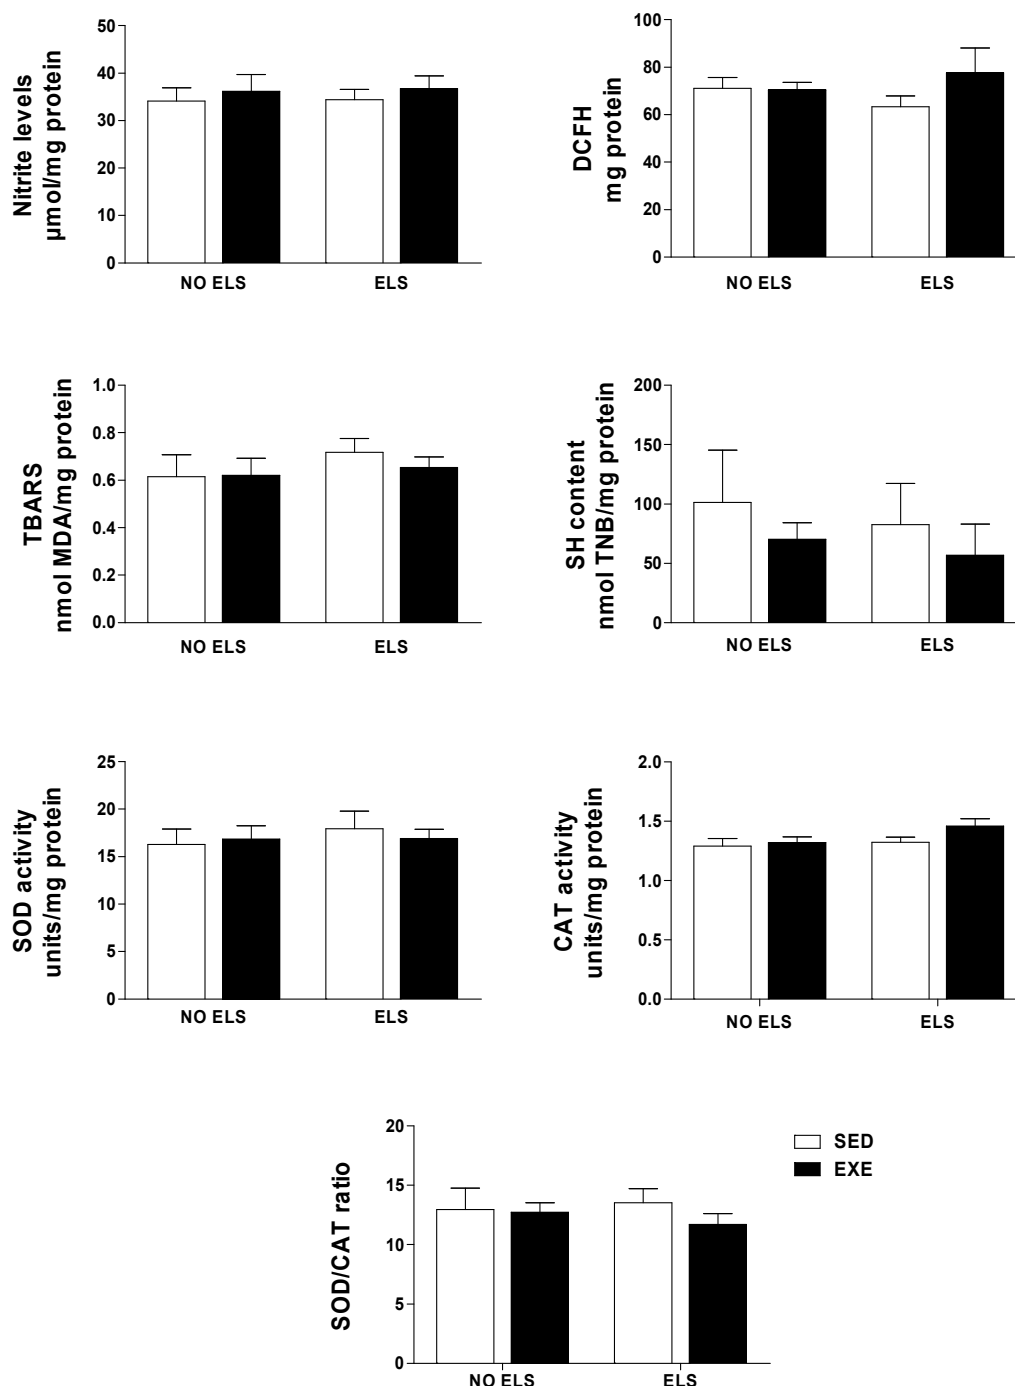 Nitrite levels
µmol/mg protein
50
40
30
20
10
0
NO ELS
ELS
DCFH
mg protein
100
80
60
40
20
0
NO ELS
ELS
TBARS
nmol MDA/mg protein
1.0
0.8
0.6
0.4
0.2
0.0
NO ELS
ELS
SH content
nmol TNB/mg protein
200
150
100
50
0
NO ELS
ELS
SOD activity
units/mg protein
25
20
15
10
5
0
NO ELS
ELS
CAT activity
units/mg protein
2.0
1.5
1.0
0.5
0.0
NO ELS
ELS
SOD/CAT ratio
20
15
10
5
0
NO ELS
ELS
SED
EXE